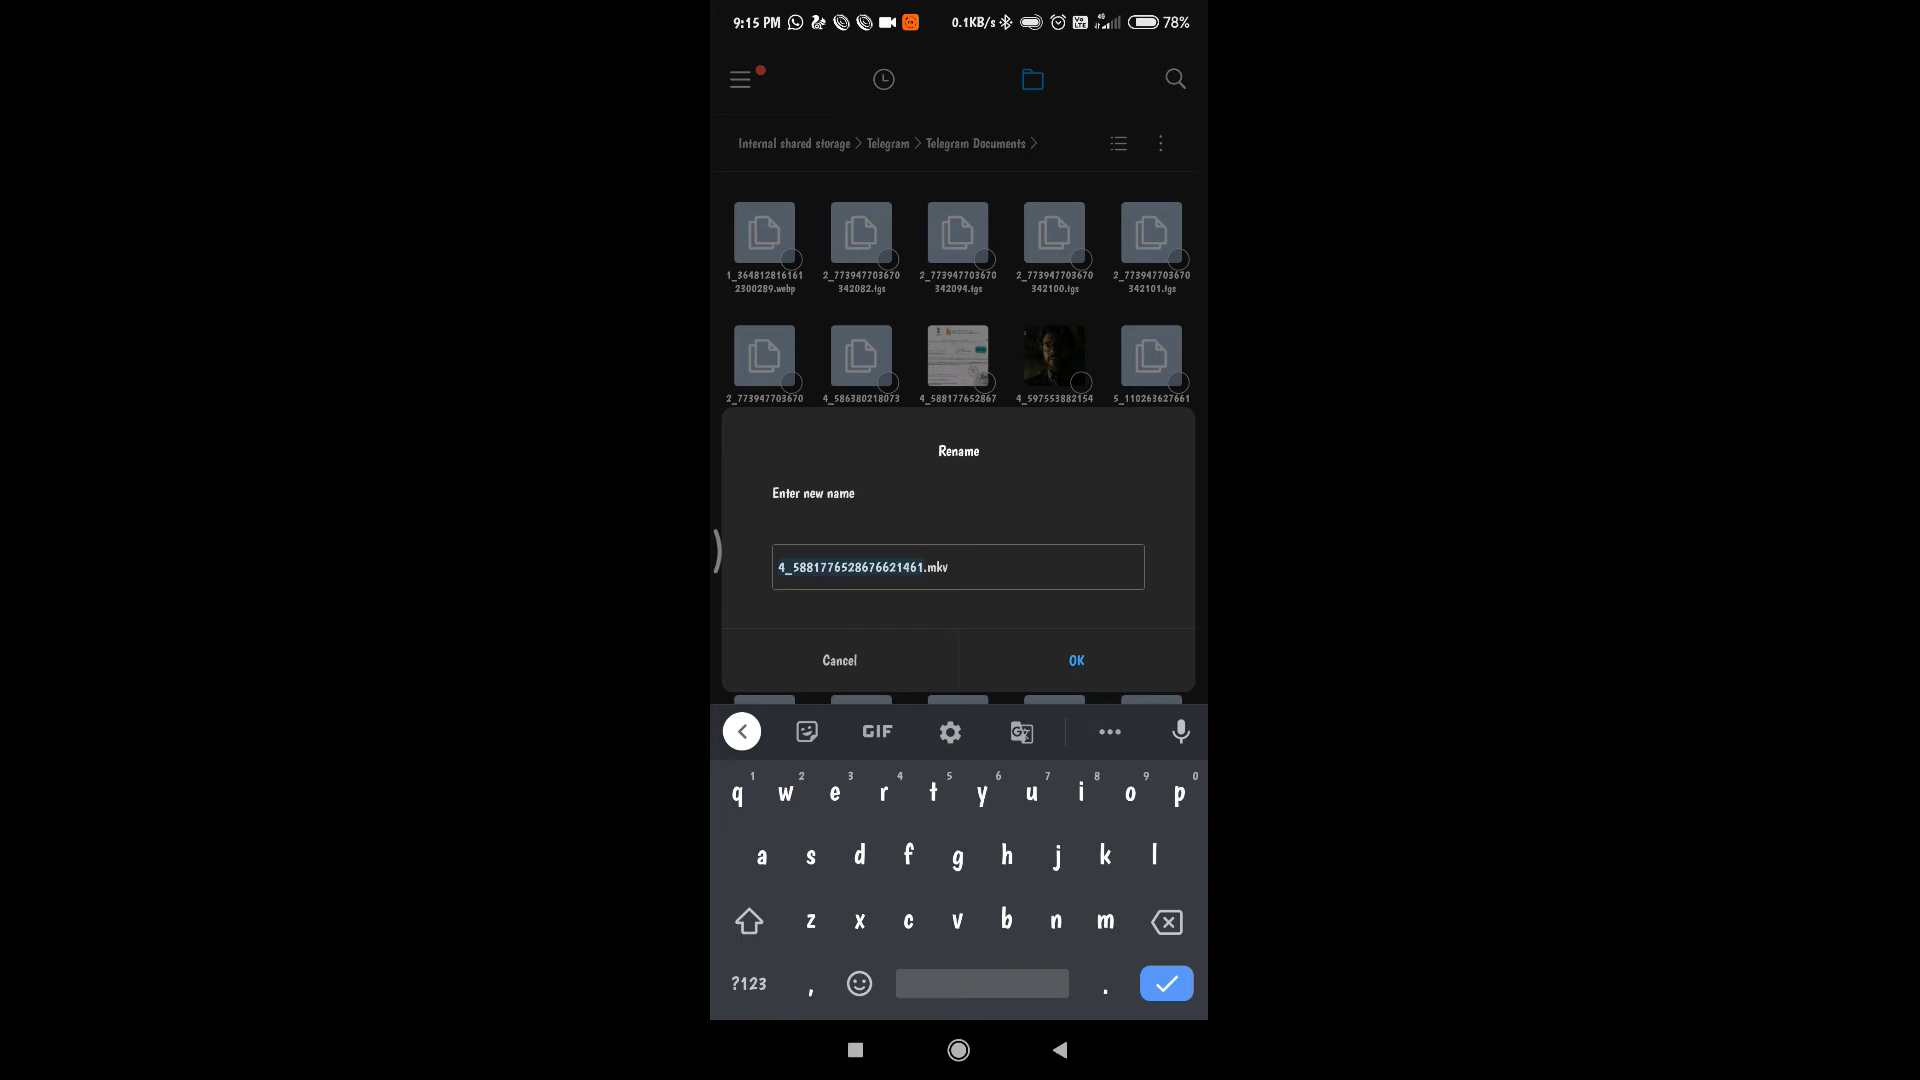 9:15 PM 0.1KB/s 4G 78%
Internal shared storage > Telegram > Telegram Documents >
1_364812816161 2_773947703670 2_773947703670 2_773947703670 2_773947703670
2300289.webp 342082.tgs 342094.tgs 342100.tgs 342101.tgs
2_773947703670 4_586380218073 4_588177652867 4_597553882154 5_110263627661
Rename
Enter new name
4_5881776528676621461.mkv
Cancel OK
GIF
1 2 3 4 5 6 7 8 9 0
q w e r t y u i o p
a s d f g h j k l
z x c v b n m
?123 , .